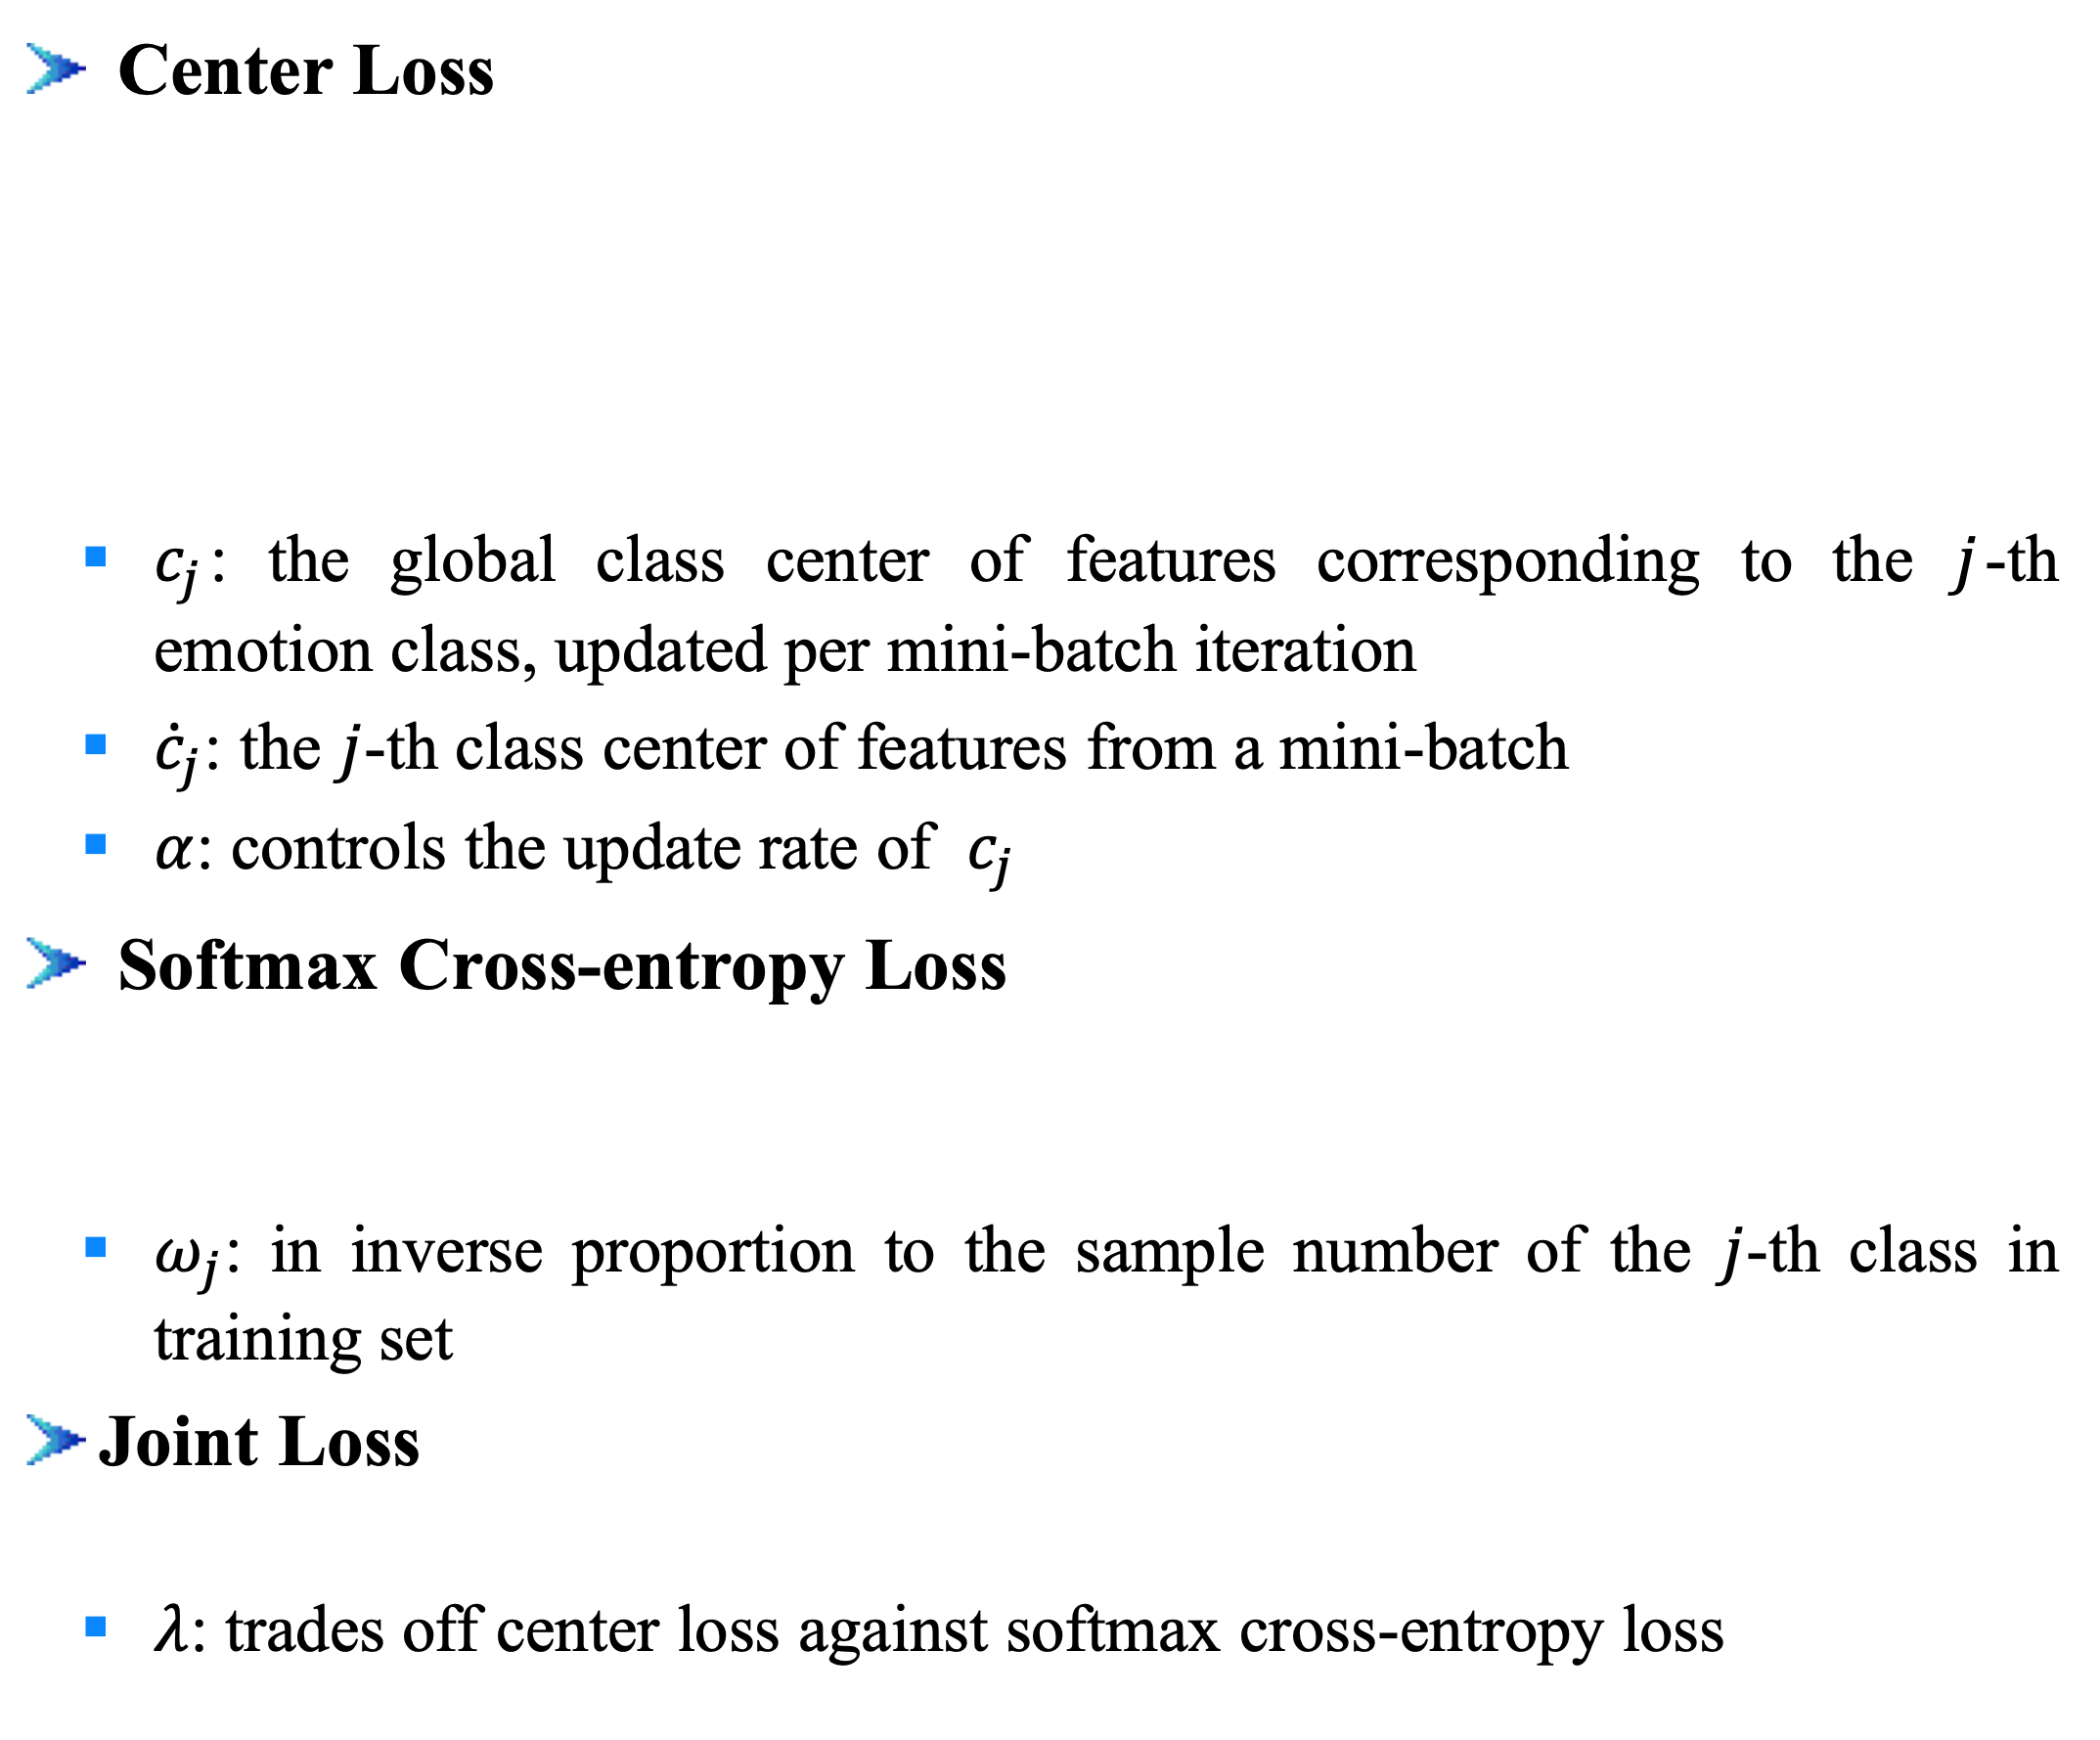 Center Loss
c_j: the global class center of features corresponding to the j-th
emotion class, updated per mini-batch iteration
ċ_j: the j-th class center of features from a mini-batch
α: controls the update rate of c_j
Softmax Cross-entropy Loss
ω_j: in inverse proportion to the sample number of the j-th class in
training set
Joint Loss
λ: trades off center loss against softmax cross-entropy loss